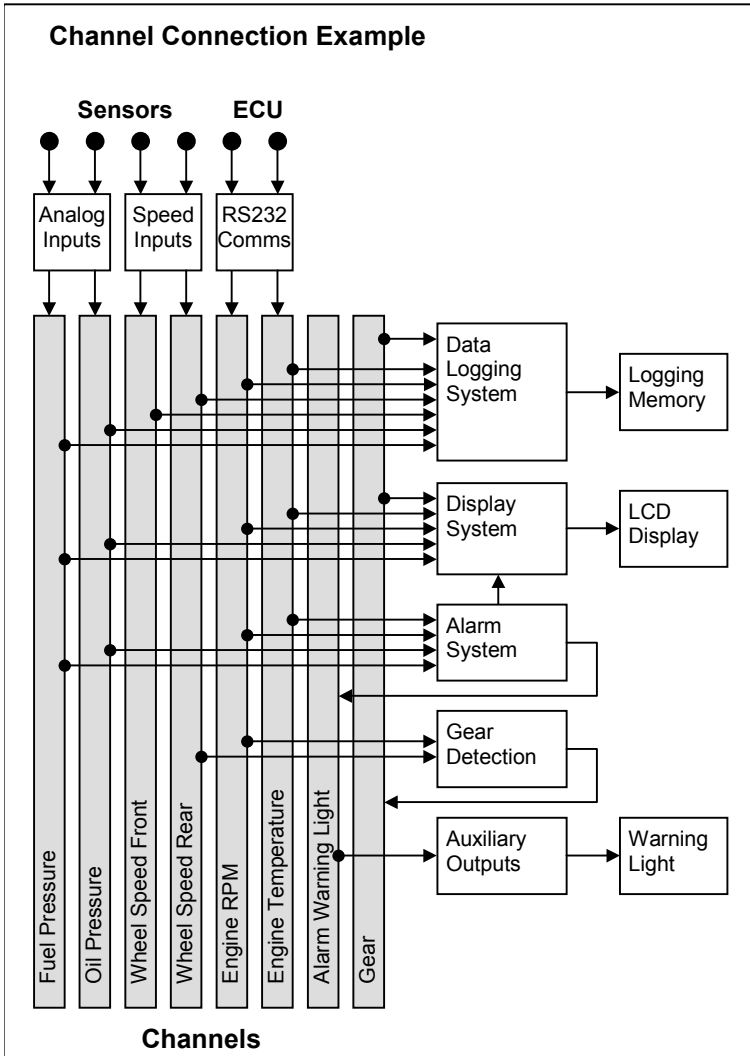 Channel Connection Example
Sensors
ECU
Analog
Inputs
Speed
Inputs
RS232
Comms
Data
Logging
System
Logging
Memory
Display
System
LCD
Display
Alarm
System
Gear
Detection
Auxiliary
Outputs
Warning
Light
Fuel Pressure
Oil Pressure
Wheel Speed Front
Wheel Speed Rear
Engine RPM
Engine Temperature
Alarm Warning Light
Gear
Channels